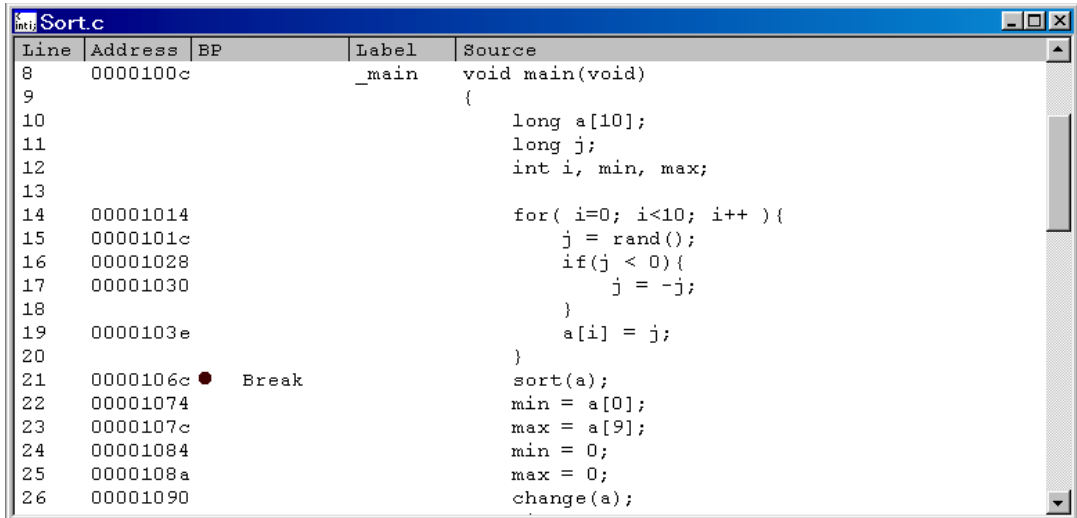 inti; Sort.c
Line Address BP Label Source
8 0000100c _main void main(void)
9 {
10 long a[10];
11 long j;
12 int i, min, max;
13
14 00001014 for( i=0; i<10; i++ ){
15 0000101c j = rand();
16 00001028 if(j < 0){
17 00001030 j = -j;
18 }
19 0000103e a[i] = j;
20 }
21 0000106c Break sort(a);
22 00001074 min = a[0];
23 0000107c max = a[9];
24 00001084 min = 0;
25 0000108a max = 0;
26 00001090 change(a);